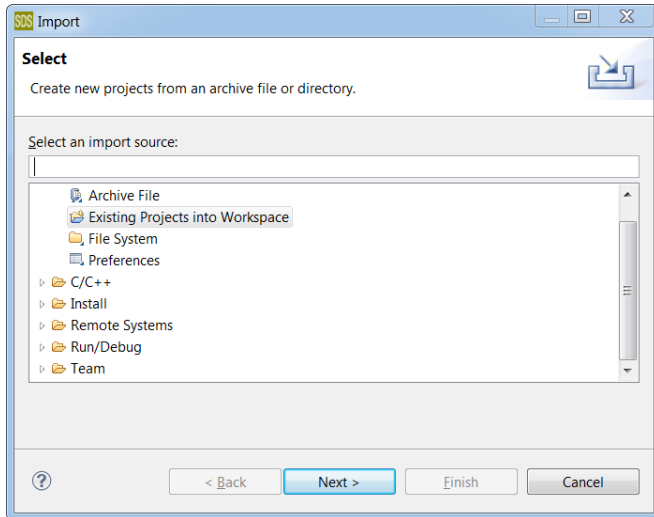 SDS Import
Select
Create new projects from an archive file or directory.
Select an import source:
Archive File
Existing Projects into Workspace
File System
Preferences
C/C++
Install
Remote Systems
Run/Debug
Team
? < Back Next > Finish Cancel